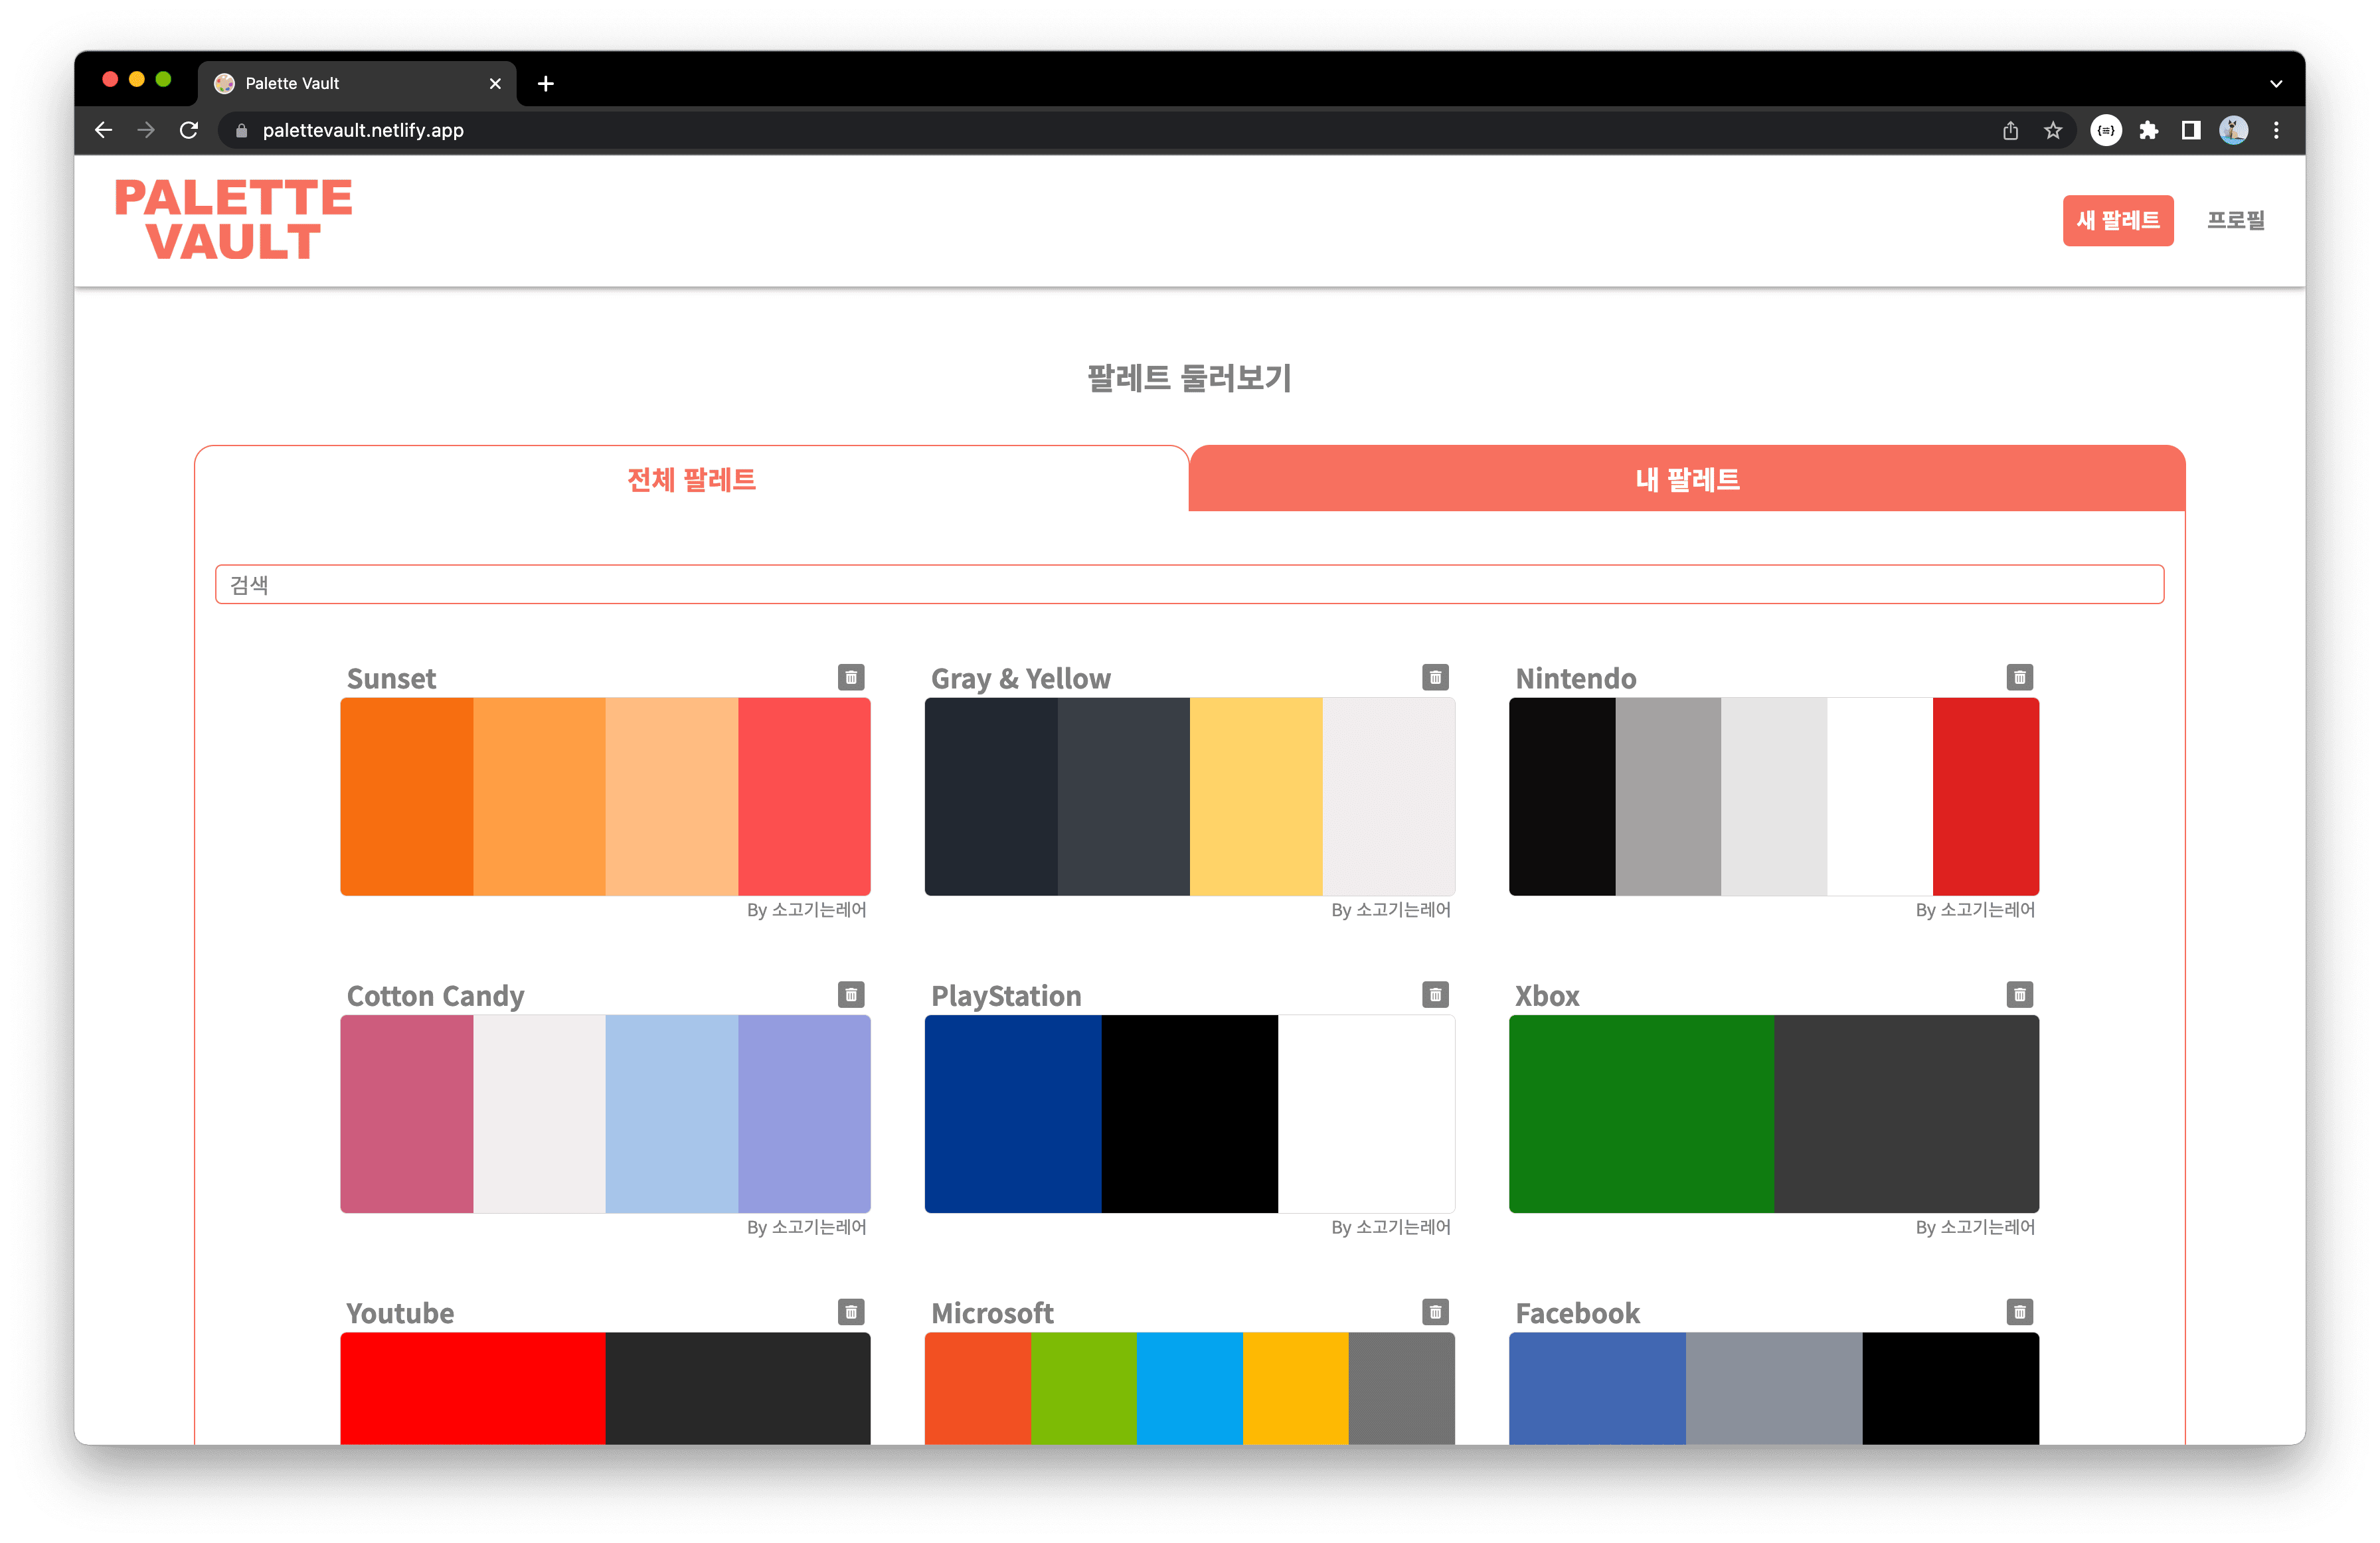 Palette Vault
palettevault.netlify.app
PALETTE
VAULT
새 팔레트
프로필
팔레트 둘러보기
전체 팔레트
내 팔레트
검색
Sunset
Gray & Yellow
Nintendo
By 소고기는레어
By 소고기는레어
By 소고기는레어
Cotton Candy
PlayStation
Xbox
By 소고기는레어
By 소고기는레어
By 소고기는레어
Youtube
Microsoft
Facebook